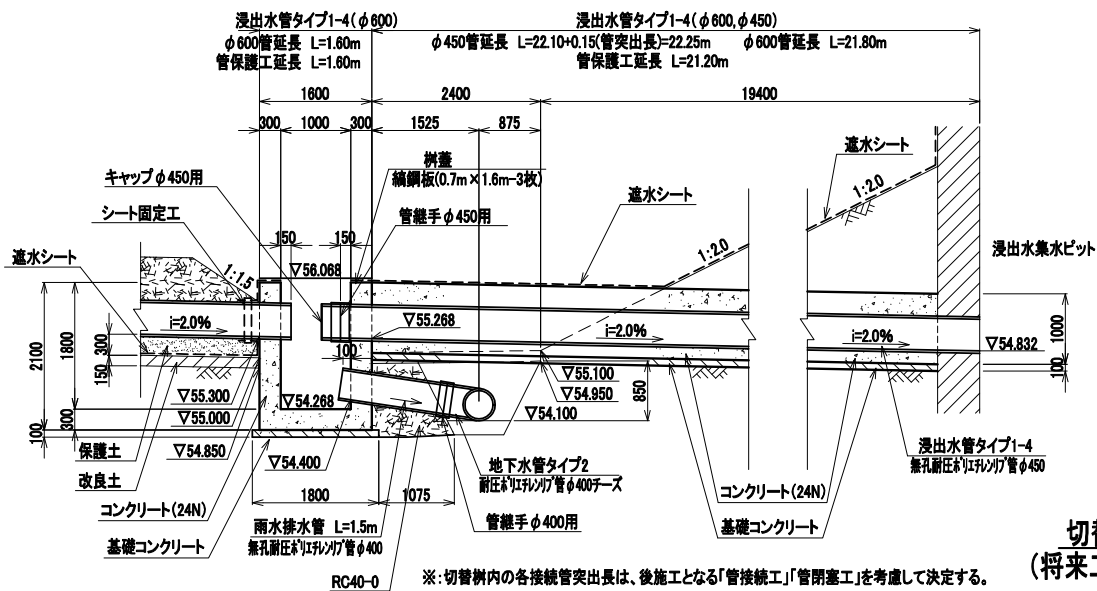 浸出水管タイプ1-4(φ600)
φ600管延長 L=1.60m
管保護工延長 L=1.60m
浸出水管タイプ1-4(φ600,φ450)
φ450管延長 L=22.10+0.15(管突出長)=22.25m φ600管延長 L=21.80m
管保護工延長 L=21.20m
1600
2400
19400
300
1000
300
1525
875
桝蓋
縞鋼板(0.7m×1.6m-3枚)
キャップφ450用
管継手φ450用
シート固定工
遮水シート
遮水シート
遮水シート
1:2.0
1:2.0
150
150
1:1.5
▽56.068
浸出水集水ピット
i=2.0%
i=2.0%
i=2.0%
▽55.268
▽54.832
1000
100
2100
1800
300
150
300
100
100
▽55.300
▽55.000
▽54.850
▽54.268
▽54.400
▽55.100
▽54.950
▽54.100
850
保護土
改良土
コンクリート(24N)
基礎コンクリート
1800
1075
雨水排水管 L=1.5m
無孔耐圧ポリエチレンリブ管φ400
RC40-0
地下水管タイプ2
耐圧ポリエチレンリブ管φ400チーズ
管継手φ400用
コンクリート(24N)
基礎コンクリート
浸出水管タイプ1-4
無孔耐圧ポリエチレンリブ管φ450
※:切替桝内の各接続管突出長は、後施工となる「管接続工」「管閉塞工」を考慮して決定する。
切替
(将来工